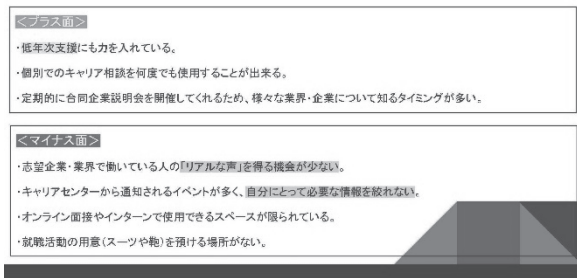 ＜プラス面＞
・低年次支援にも力を入れている。
・個別でのキャリア相談を何度でも使用することが出来る。
・定期的に合同企業説明会を開催してくれるため、様々な業界・企業について知るタイミングが多い。
＜マイナス面＞
・志望企業・業界で働いている人の「リアルな声」を得る機会が少ない。
・キャリアセンターから通知されるイベントが多く、自分にとって必要な情報を絞れない。
・オンライン面接やインターンで使用できるスペースが限られている。
・就職活動の用意（スーツや鞄）を預ける場所がない。